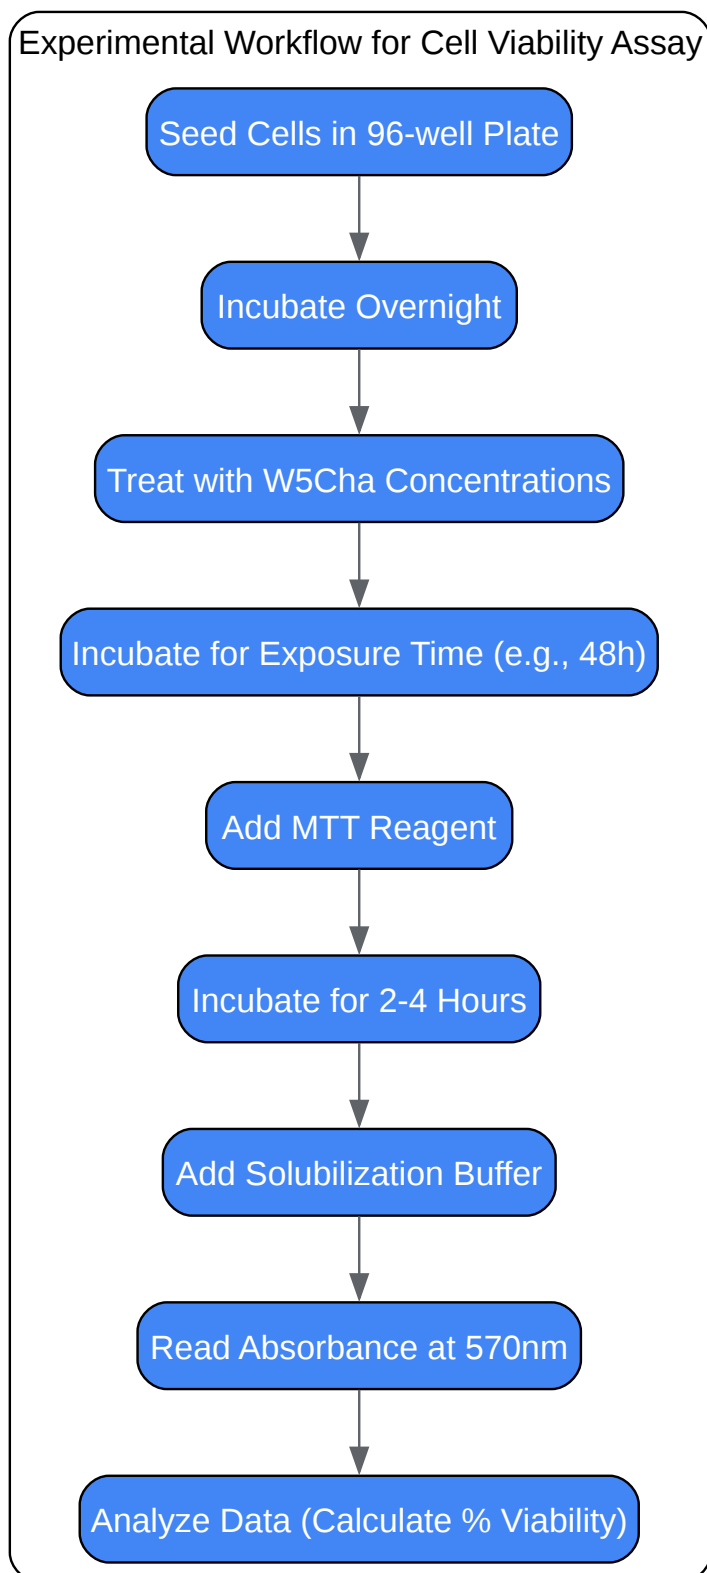 Experimental Workflow for Cell Viability Assay
Seed Cells in 96-well Plate
Incubate Overnight
Treat with W5Cha Concentrations
Incubate for Exposure Time (e.g., 48h)
Add MTT Reagent
Incubate for 2-4 Hours
Add Solubilization Buffer
Read Absorbance at 570nm
Analyze Data (Calculate % Viability)